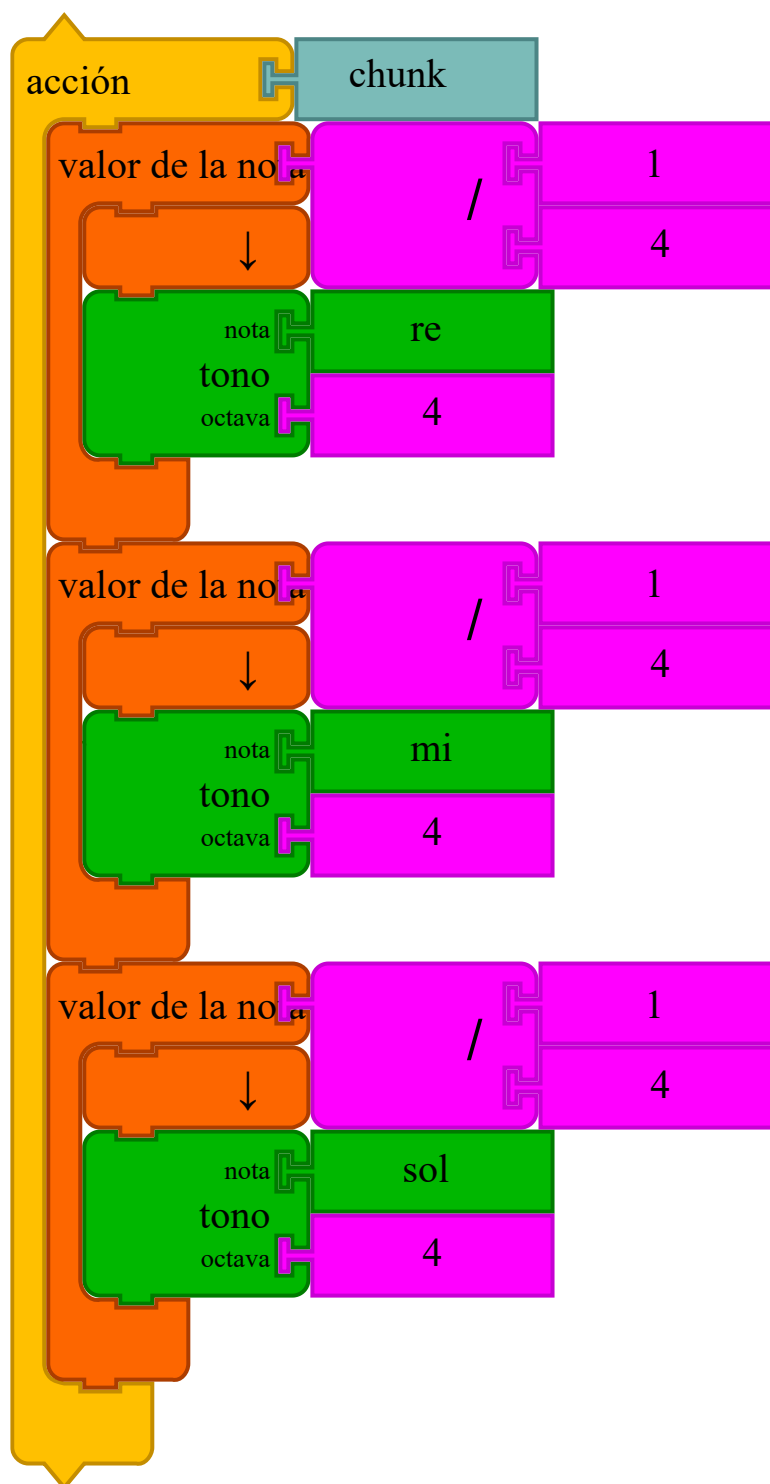 acción chunk
valor de la nota / 1
4
↓
nota re
tono
octava 4
valor de la nota / 1
4
↓
nota mi
tono
octava 4
valor de la nota / 1
4
↓
nota sol
tono
octava 4